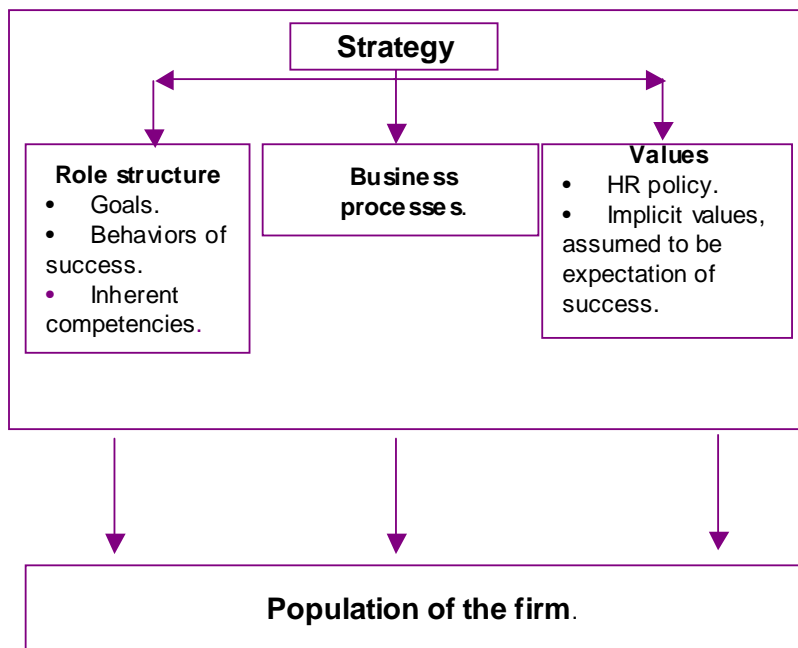 Strategy
Role structure
• Goals.
• Behaviors of
success.
• Inherent
competencies.
Business
processes.
Values
• HR policy.
• Implicit values,
assumed to be
expectation of
success.
Population of the firm.